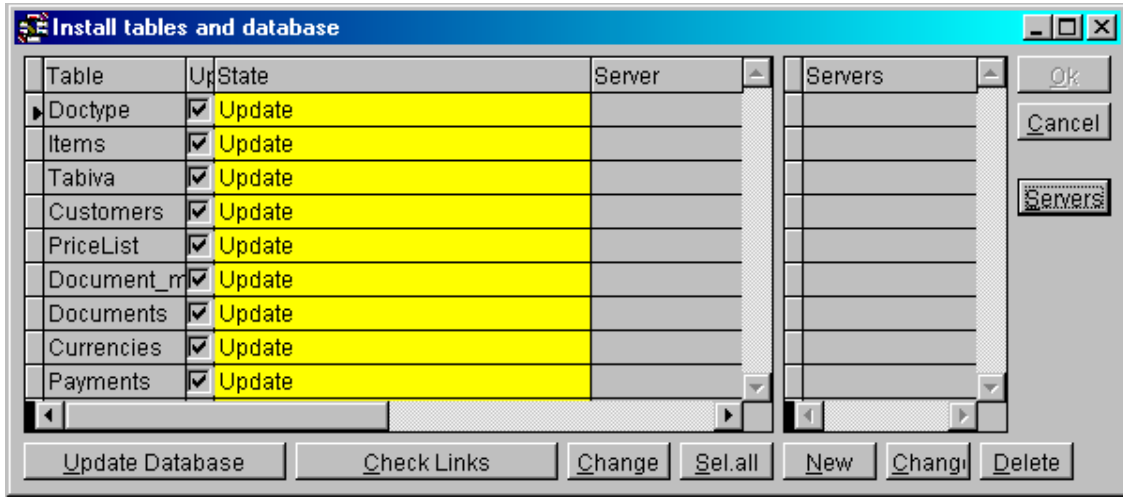 Install tables and database
Table Up State Server Servers Ok
Doctype Update
Cancel
Items Update
Tabiva Update
Servers
Customers Update
PriceList Update
Document_m Update
Documents Update
Currencies Update
Payments Update
Update Database Check Links Change Sel.all New Chang Delete